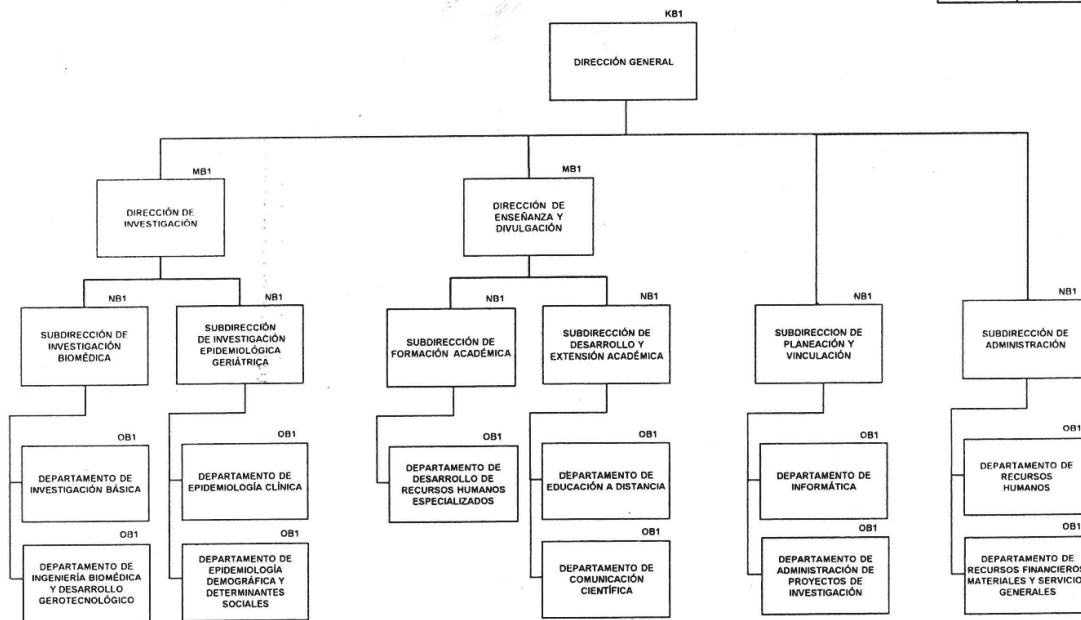 KB1
DIRECCIÓN GENERAL
MB1
DIRECCIÓN DE
INVESTIGACIÓN
MB1
DIRECCIÓN DE
ENSEÑANZA Y
DIVULGACIÓN
NB1
SUBDIRECCIÓN DE
INVESTIGACIÓN
BIOMÉDICA
NB1
SUBDIRECCIÓN
DE INVESTIGACIÓN
EPIDEMIOLÓGICA
GERIÁTRICA
NB1
SUBDIRECCIÓN DE
FORMACIÓN ACADÉMICA
NB1
SUBDIRECCIÓN DE
DESARROLLO Y
EXTENSIÓN ACADÉMICA
NB1
SUBDIRECCION DE
PLANEACIÓN Y
VINCULACIÓN
NB1
SUBDIRECCIÓN DE
ADMINISTRACIÓN
OB1
DEPARTAMENTO DE
INVESTIGACIÓN BÁSICA
OB1
DEPARTAMENTO DE
EPIDEMIOLOGÍA CLÍNICA
OB1
DEPARTAMENTO DE
DESARROLLO DE
RECURSOS HUMANOS
ESPECIALIZADOS
OB1
DEPARTAMENTO DE
EDUCACIÓN A DISTANCIA
OB1
DEPARTAMENTO DE
INFORMÁTICA
OB1
DEPARTAMENTO DE
RECURSOS
HUMANOS
OB1
DEPARTAMENTO DE
INGENIERÍA BIOMÉDICA
Y DESARROLLO
GEROTECNOLÓGICO
OB1
DEPARTAMENTO DE
EPIDEMIOLOGÍA
DEMOGRÁFICA Y
DETERMINANTES
SOCIALES
OB1
DEPARTAMENTO DE
COMUNICACIÓN
CIENTÍFICA
OB1
DEPARTAMENTO DE
ADMINISTRACIÓN DE
PROYECTOS DE
INVESTIGACIÓN
OB1
DEPARTAMENTO DE
RECURSOS FINANCIEROS
MATERIALES Y SERVICIO
GENERALES